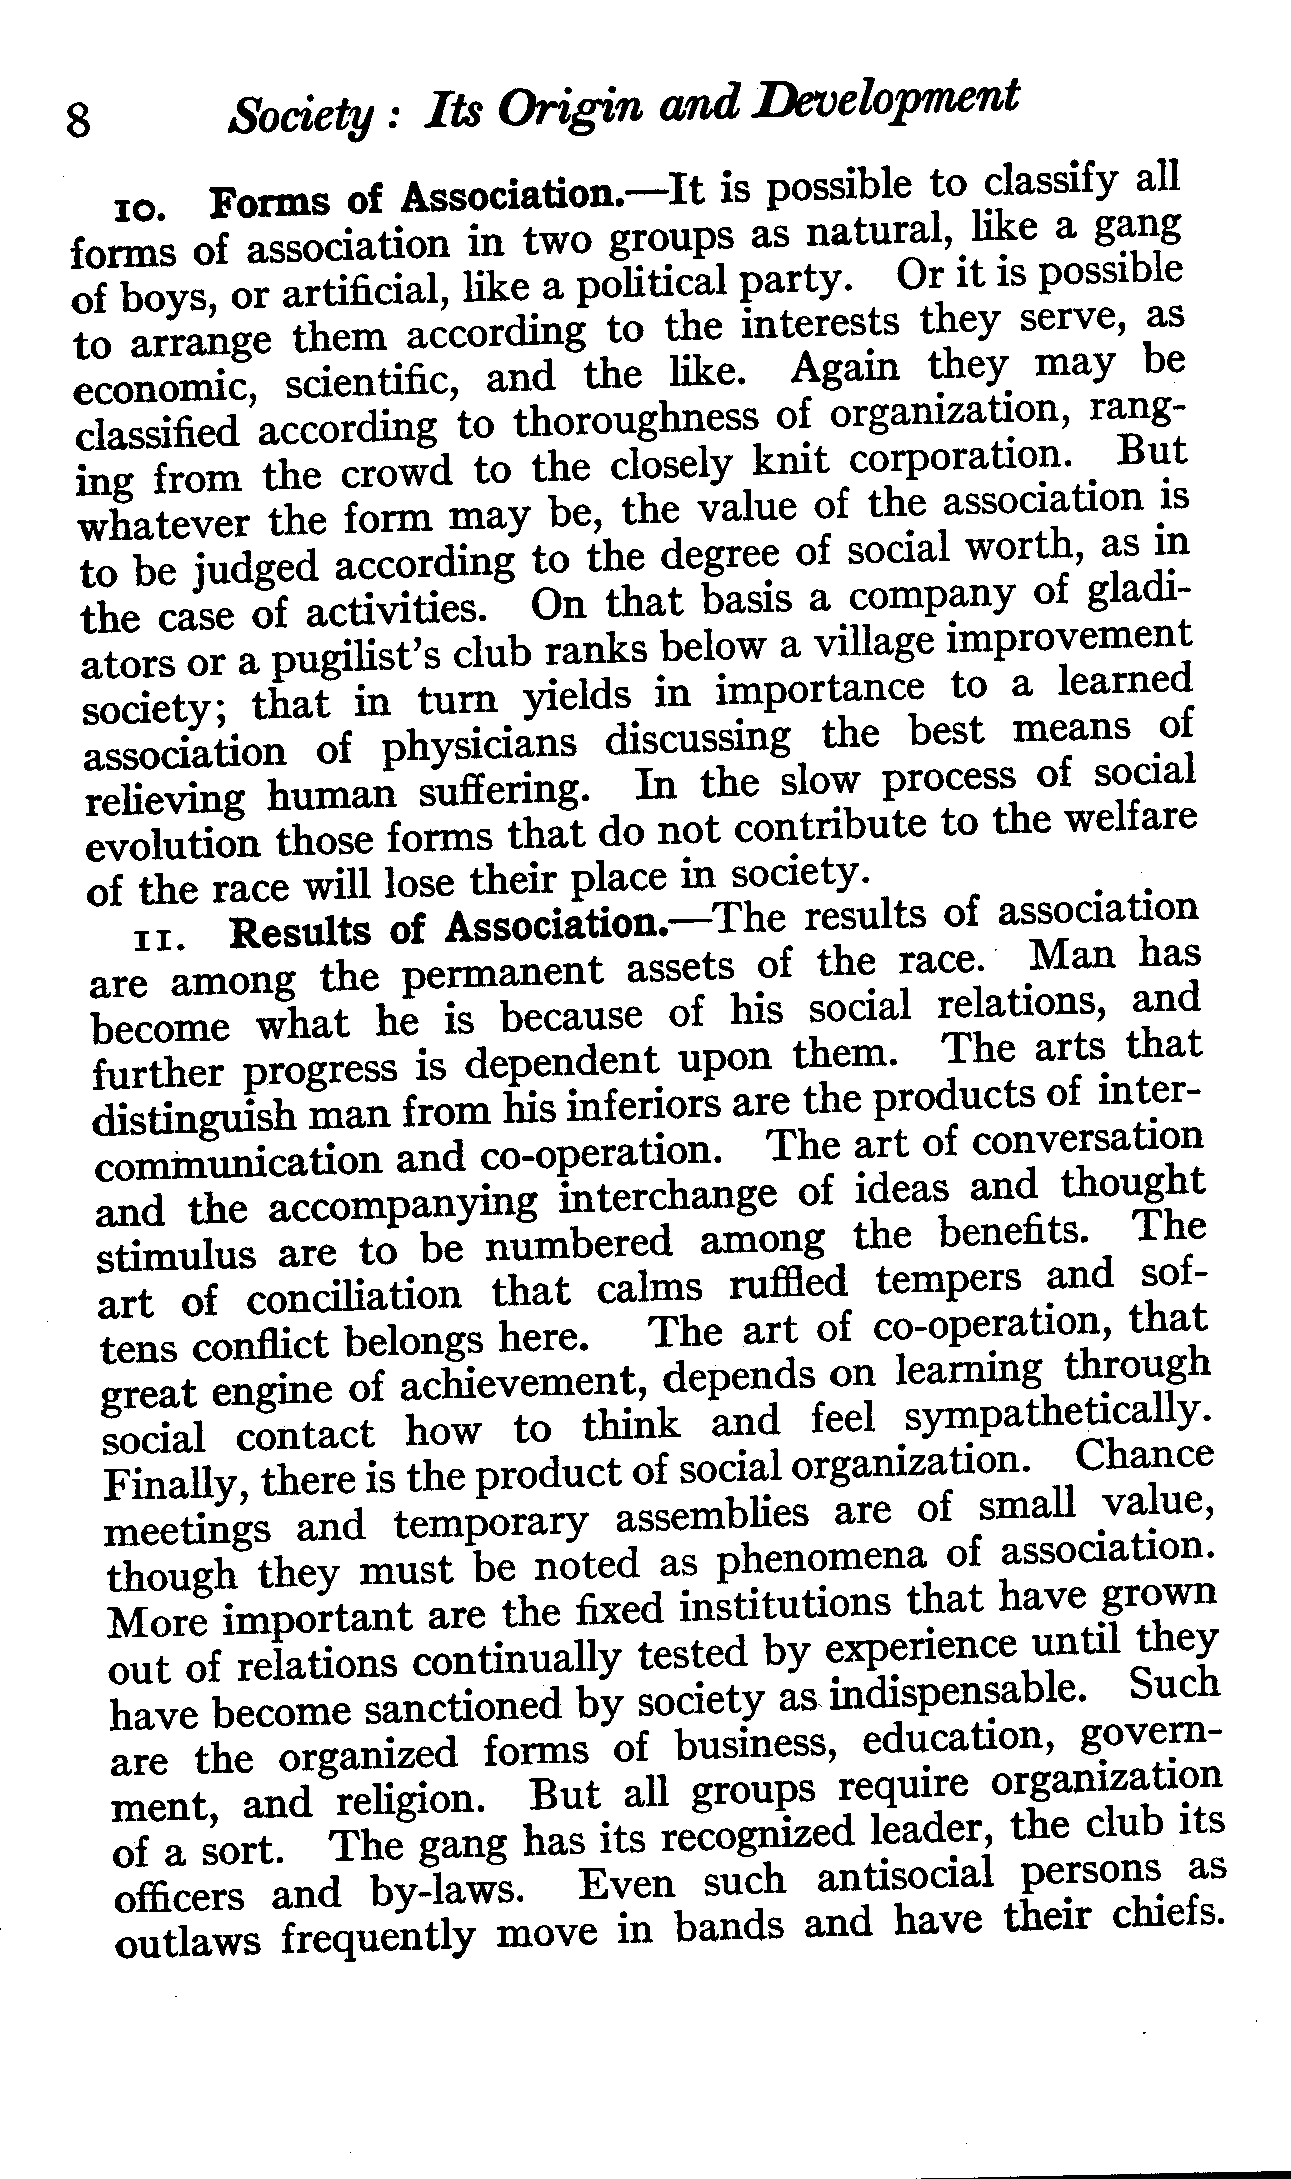 8 Society : Its Origin and Development
10. Forms of Association.—It is possible to classify all
forms of association in two groups as natural, like a gang
of boys, or artificial, like a political party. Or it is possible
to arrange them according to the interests they serve, as
economic, scientific, and the like. Again they may be
classified according to thoroughness of organization, rang-
ing from the crowd to the closely knit corporation. But
whatever the form may be, the value of the association is
to be judged according to the degree of social worth, as in
the case of activities. On that basis a company of gladi-
ators or a pugilist's club ranks below a village improvement
society; that in turn yields in importance to a learned
association of physicians discussing the best means of
relieving human suffering. In the slow process of social
evolution those forms that do not contribute to the welfare
of the race will lose their place in society.
11. Results of Association.—The results of association
are among the permanent assets of the race. Man has
become what he is because of his social relations, and
further progress is dependent upon them. The arts that
distinguish man from his inferiors are the products of inter-
communication and co-operation. The art of conversation
and the accompanying interchange of ideas and thought
stimulus are to be numbered among the benefits. The
art of conciliation that calms ruffled tempers and sof-
tens conflict belongs here. The art of co-operation, that
great engine of achievement, depends on learning through
social contact how to think and feel sympathetically.
Finally, there is the product of social organization. Chance
meetings and temporary assemblies are of small value,
though they must be noted as phenomena of association.
More important are the fixed institutions that have grown
out of relations continually tested by experience until they
have become sanctioned by society as indispensable. Such
are the organized forms of business, education, govern-
ment, and religion. But all groups require organization
of a sort. The gang has its recognized leader, the club its
officers and by-laws. Even such antisocial persons as
outlaws frequently move in bands and have their chiefs.